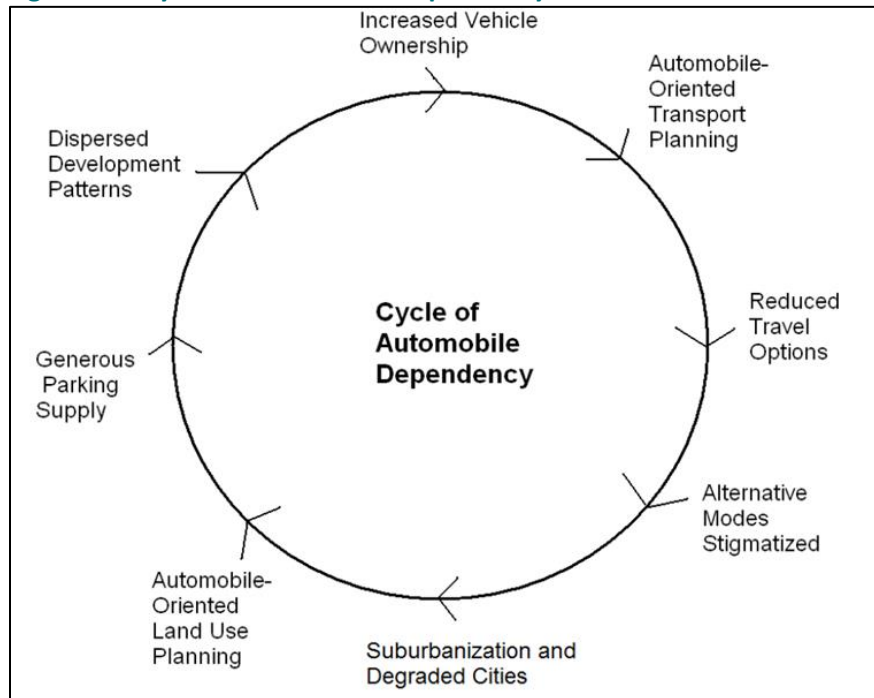 Increased Vehicle
Ownership
Automobile-
Oriented
Transport
Planning
Reduced
Travel
Options
Alternative
Modes
Stigmatized
Suburbanization and
Degraded Cities
Automobile-
Oriented
Land Use
Planning
Generous
Parking
Supply
Dispersed
Development
Patterns
Cycle of
Automobile
Dependency